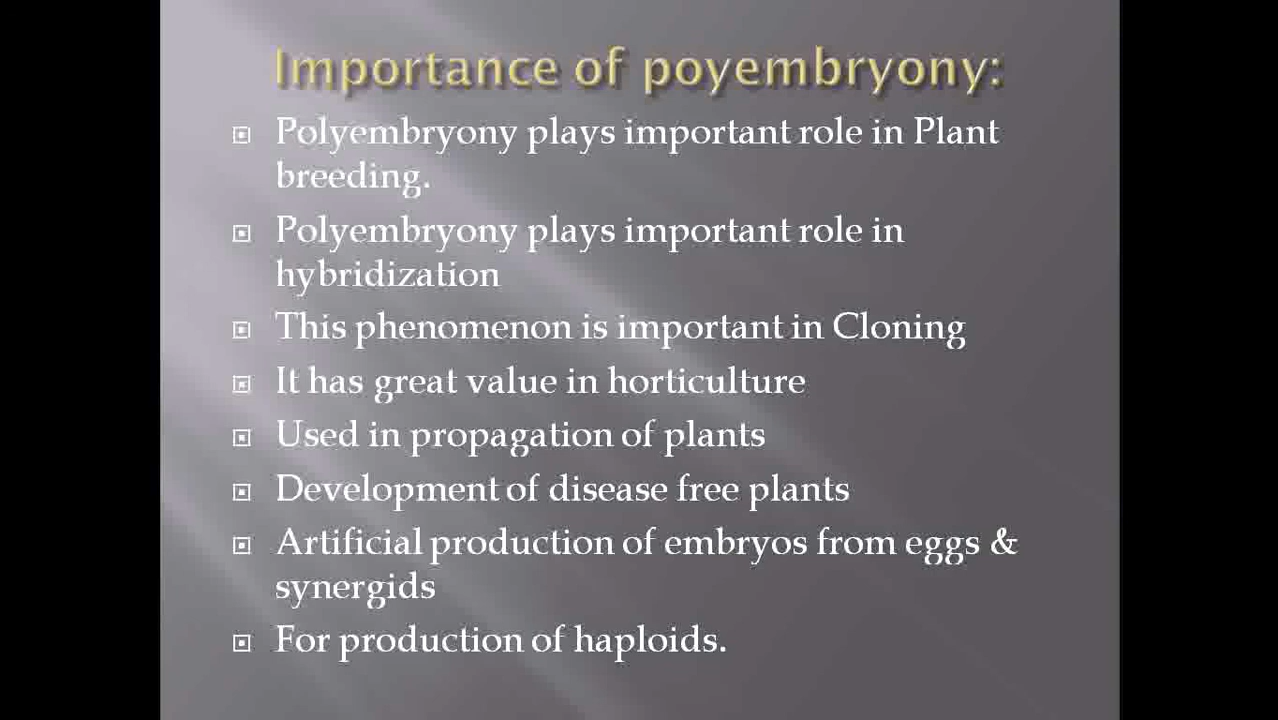 Importance of poyembryony:
Polyembryony plays important role in Plant
breeding.
Polyembryony plays important role in
hybridization
This phenomenon is important in Cloning
It has great value in horticulture
Used in propagation of plants
Development of disease free plants
Artificial production of embryos from eggs &
synergids
For production of haploids.